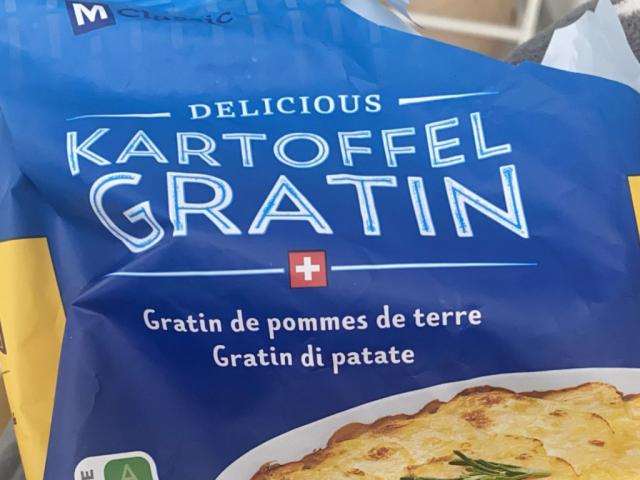 M Classic
DELICIOUS
KARTOFFEL
GRATIN
Gratin de pommes de terre
Gratin di patate
A